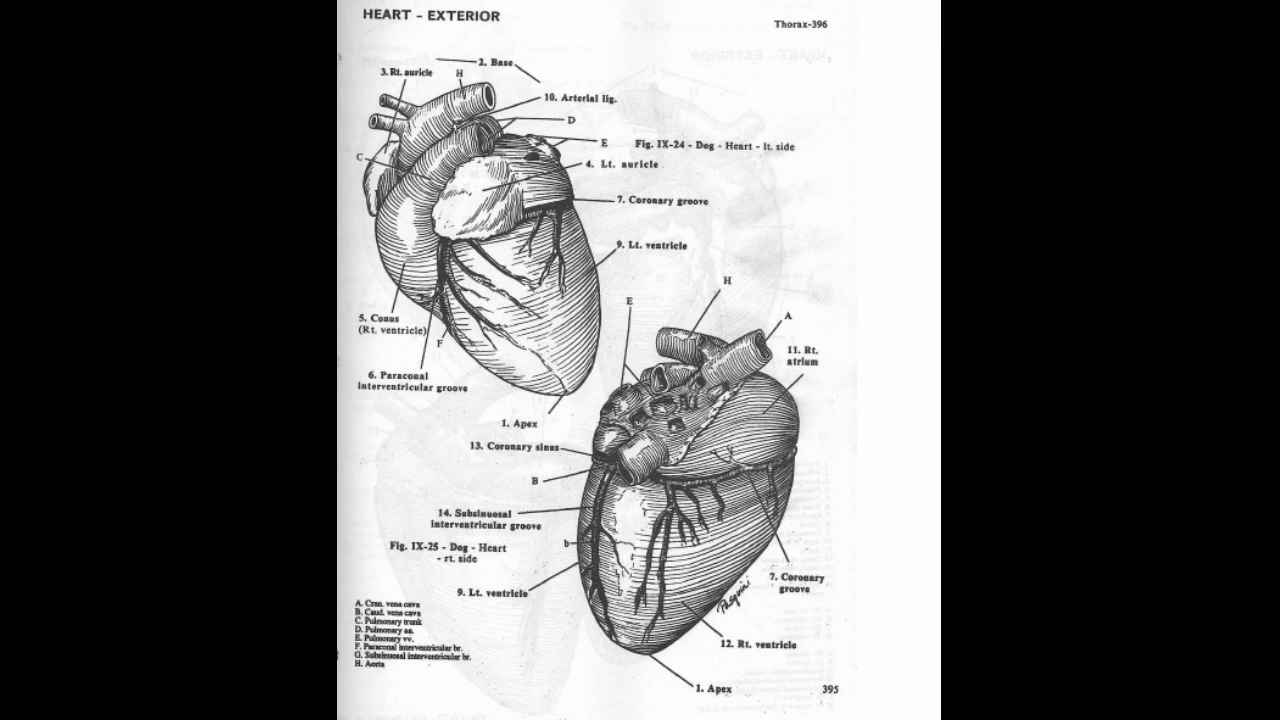 HEART - EXTERIOR
Thorax-396
2. Base
3. Rt. auricle
H
10. Arterial lig.
D
E
Fig. IX-24 - Dog - Heart - lt. side
C
4. Lt. auricle
7. Coronary groove
9. Lt. ventricle
5. Conus
(Rt. ventricle)
F
6. Paraconal
interventricular groove
1. Apex
H
E
A
11. Rt.
atrium
13. Coronary sinus
B
14. Subsinuosal
interventricular groove
b
Fig. IX-25 - Dog - Heart
- rt. side
9. Lt. ventricle
7. Coronary
groove
Pasquini
12. Rt. ventricle
1. Apex
A. Cran. vena cava
B. Caud. vena cava
C. Pulmonary trunk
D. Pulmonary aa.
E. Pulmonary vv.
F. Paraconal interventricular br.
G. Subsinuosal interventricular br.
H. Aorta
395